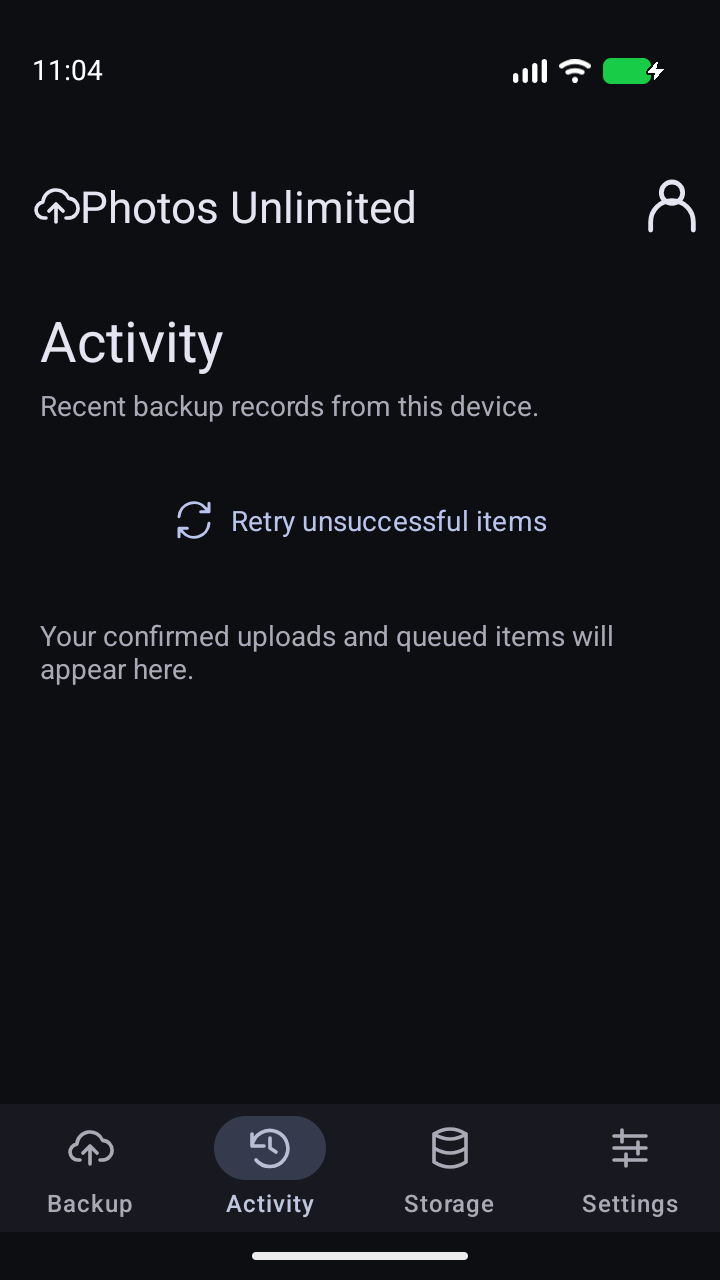 11:04
Photos Unlimited
Activity
Recent backup records from this device.
Retry unsuccessful items
Your confirmed uploads and queued items will
appear here.
Backup
Activity
Storage
Settings